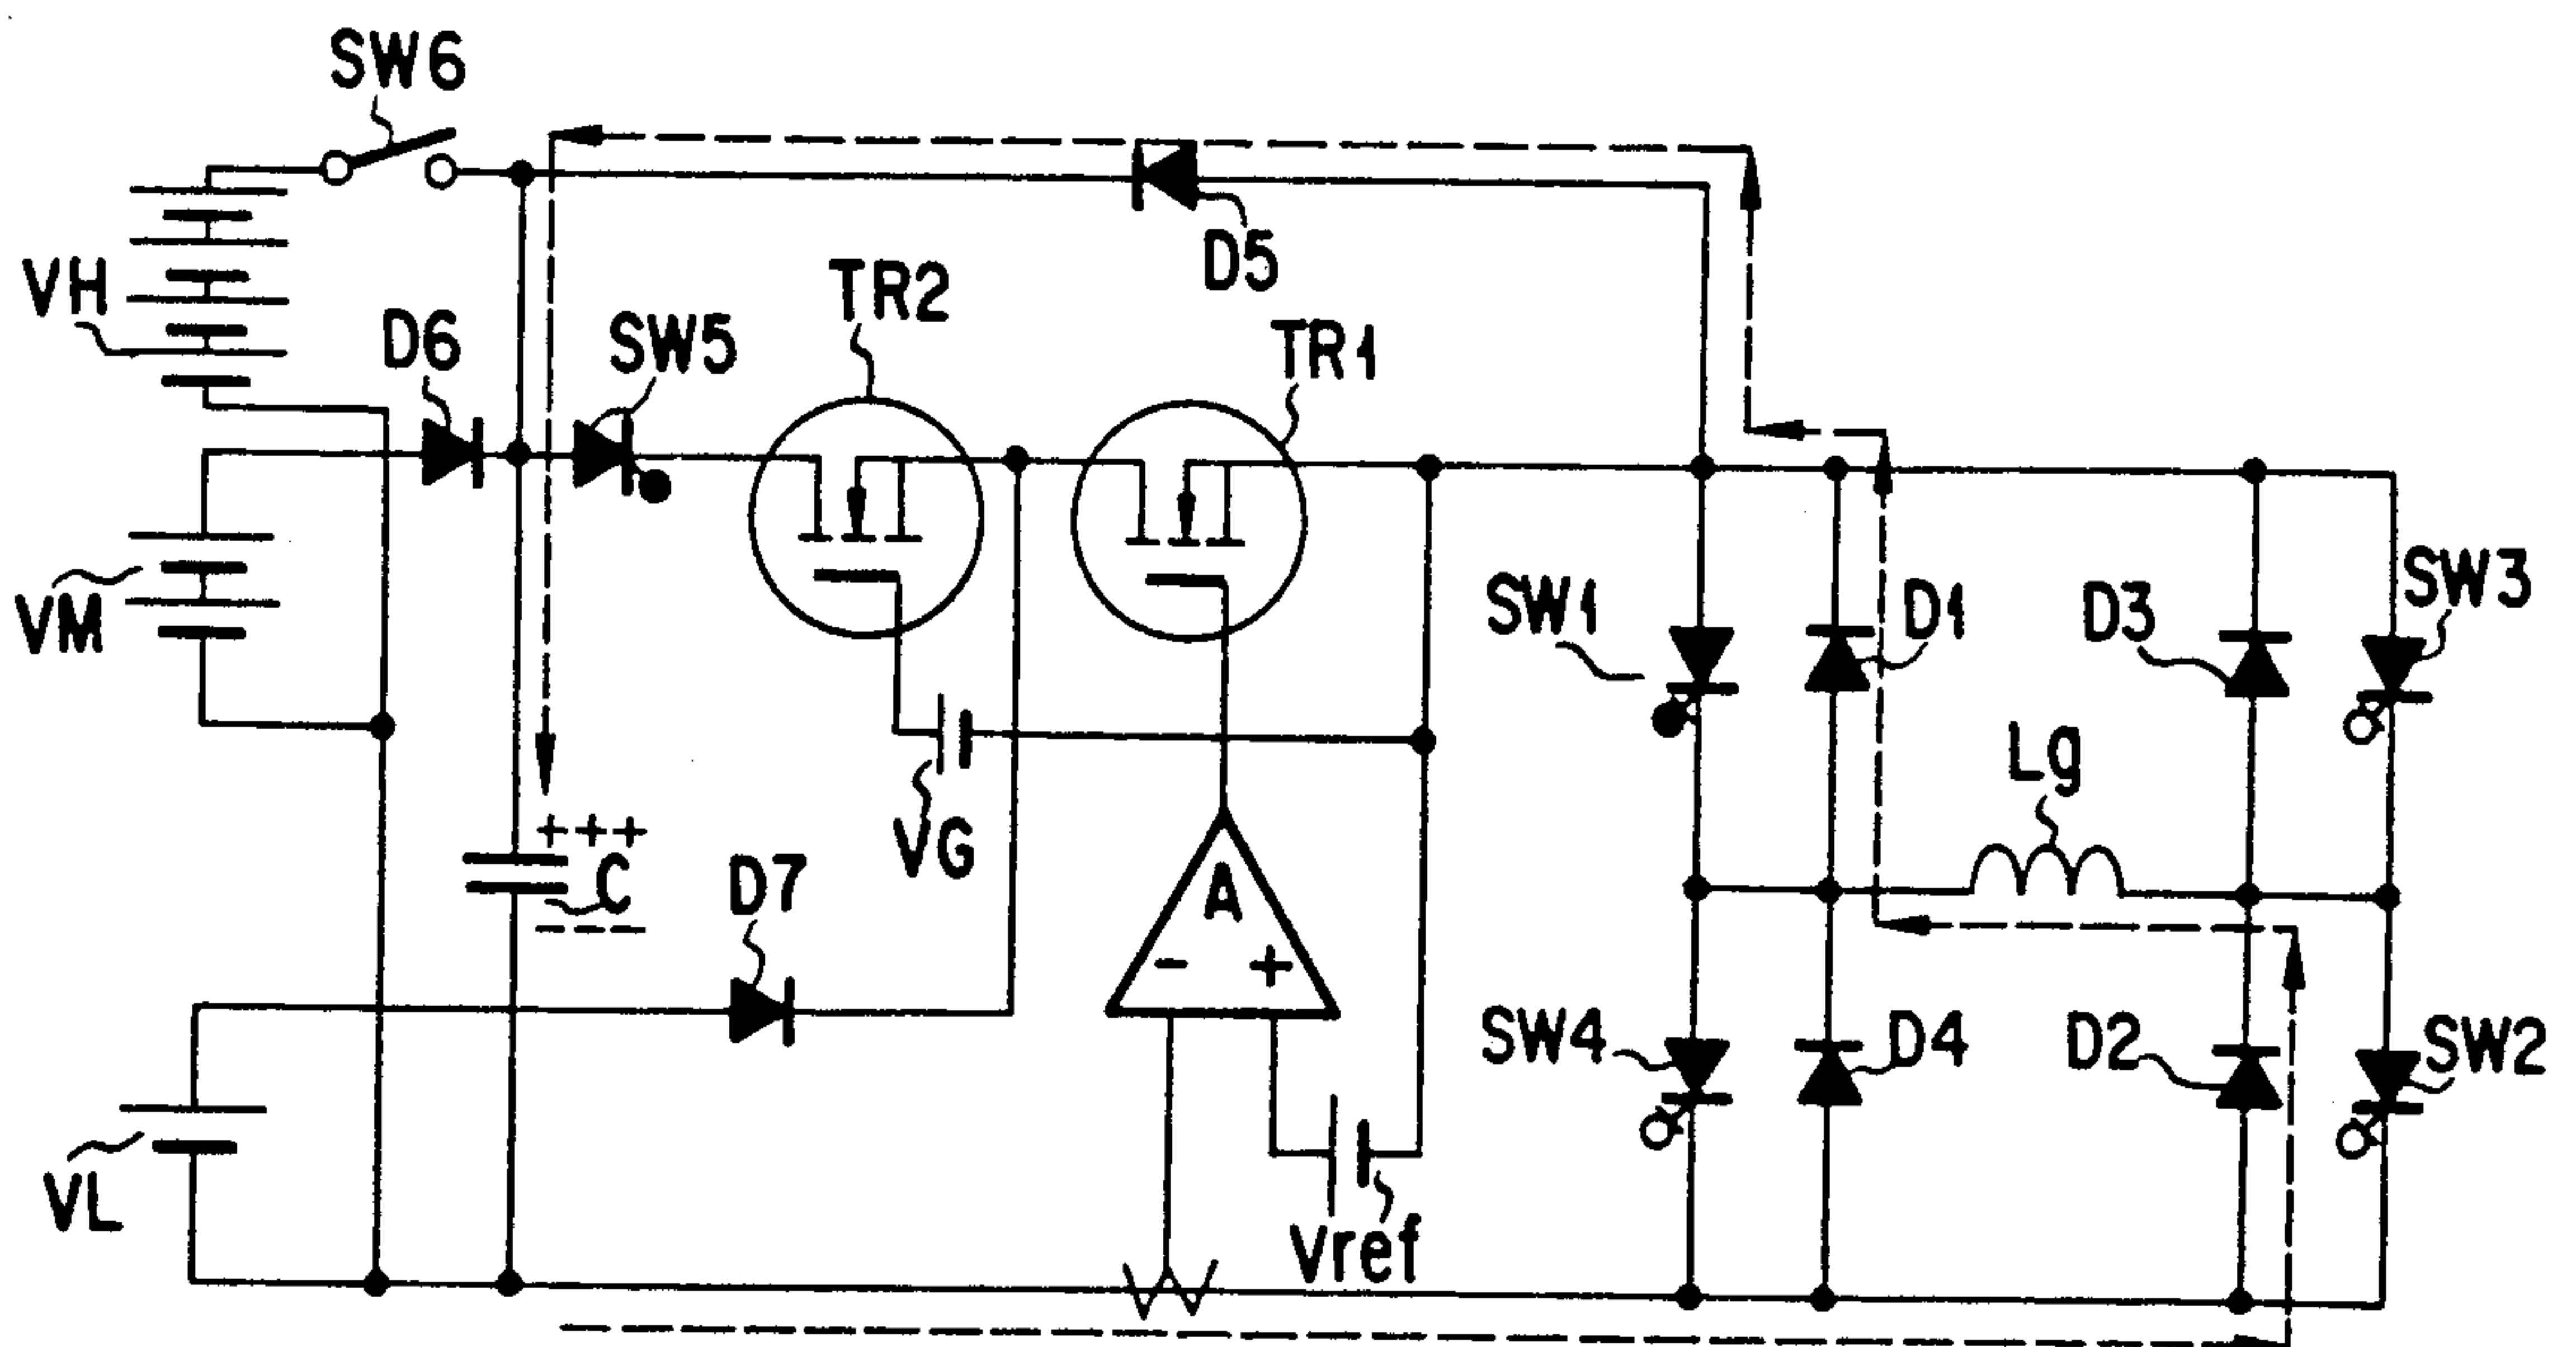 SW6
VH
D5
TR2
D6
SW5
TR1
VM
SW1
D1
D3
SW3
Lg
VG
+++
C
D7
A
- +
SW4
D4
D2
SW2
VL
Vref